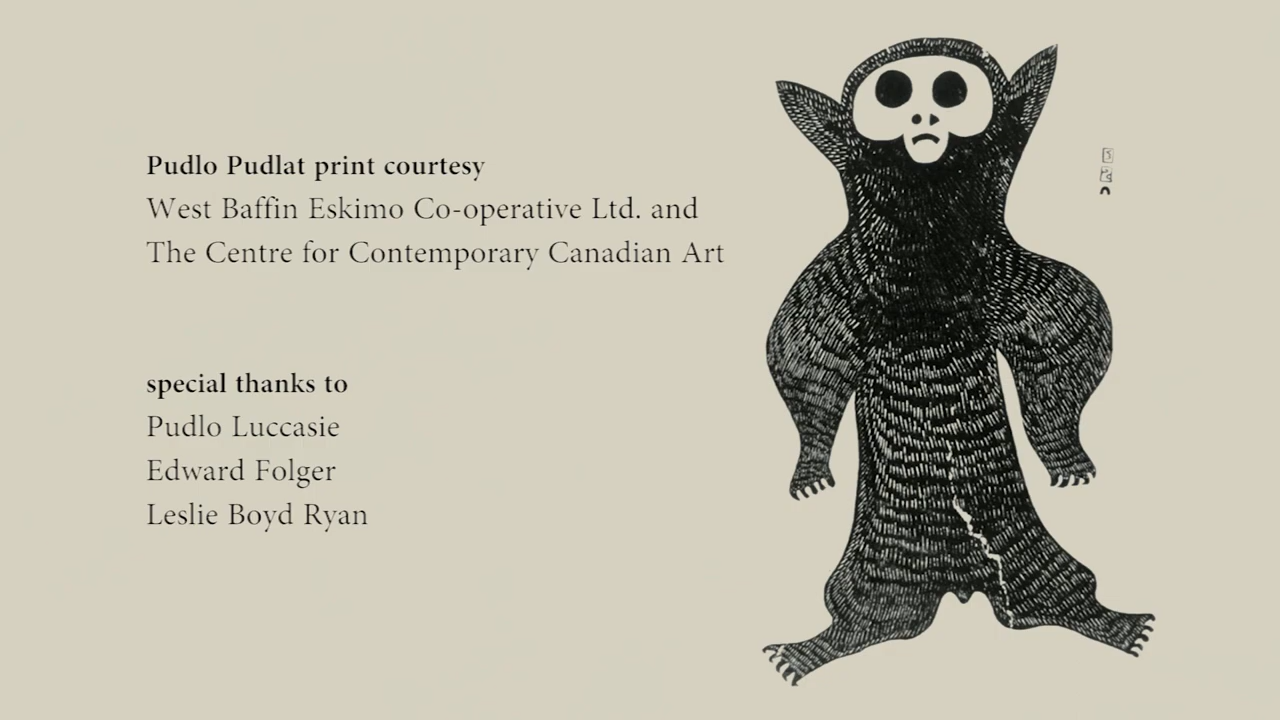 Pudlo Pudlat print courtesy
West Baffin Eskimo Co-operative Ltd. and
The Centre for Contemporary Canadian Art
special thanks to
Pudlo Luccasie
Edward Folger
Leslie Boyd Ryan